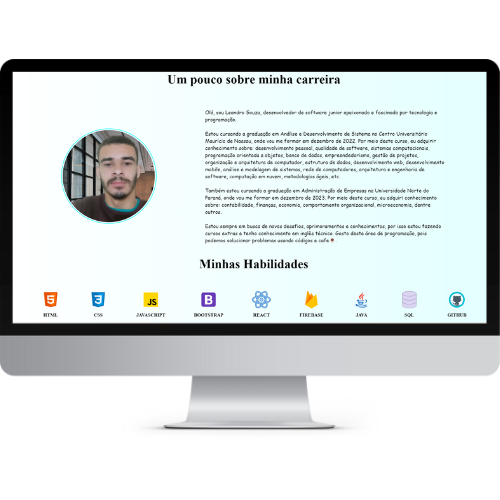 Um pouco sobre minha carreira
Olá, sou Leandro Souza, desenvolvedor de software junior apaixonado e fascinado por tecnologia e
programação.
Estou cursando a graduação em Análise e Desenvolvimento de Sistema no Centro Universitário
Maurício de Nassau, onde vou me formar em dezembro de 2022. Por meio deste curso, eu adquirir
conhecimento sobre: desenvolvimento pessoal, qualidade de software, sistemas computacionais,
programação orientada a objetos, banco de dados, empreendedorismo, gestão de projetos,
organização e arquitetura de computador, estrutura de dados, desenvolvimento web, desenvolvimento
mobile, análise e modelagem de sistemas, rede de computadores, arquitetura e engenharia de
software, computação em nuvem, metodologias ágeis, etc.
Também estou cursando a graduação em Administração de Empresas na Universidade Norte do
Paraná, onde vou me formar em dezembro de 2023. Por meio deste curso, eu adquiri conhecimento
sobre: contabilidade, finanças, economia, comportamento organizacional, microeconomia, dentre
outros.
Estou sempre em busca de novos desafios, aprimoramentos e conhecimentos, por isso estou fazendo
cursos extras e tenho conhecimento em inglês técnico. Gosto desta área de programação, pois
podemos solucionar problemas usando códigos e café
Minhas Habilidades
HTML CSS JAVASCRIPT BOOTSTRAP REACT FIREBASE JAVA SQL GITHUB